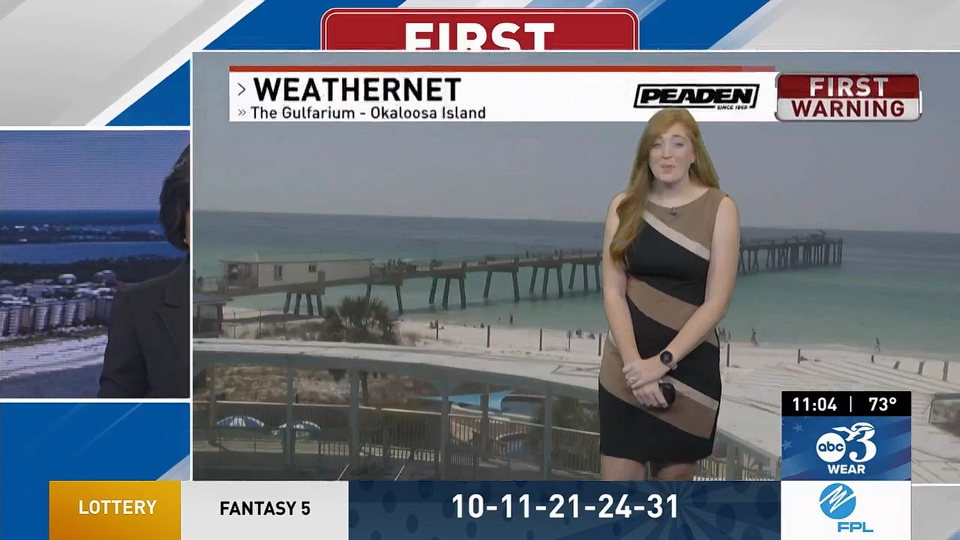 FIRST
> WEATHERNET
» The Gulfarium - Okaloosa Island
PEADEN
SINCE 1969
FIRST
WARNING
11:04 | 73°
abc 3
WEAR
LOTTERY
FANTASY 5
10-11-21-24-31
FPL